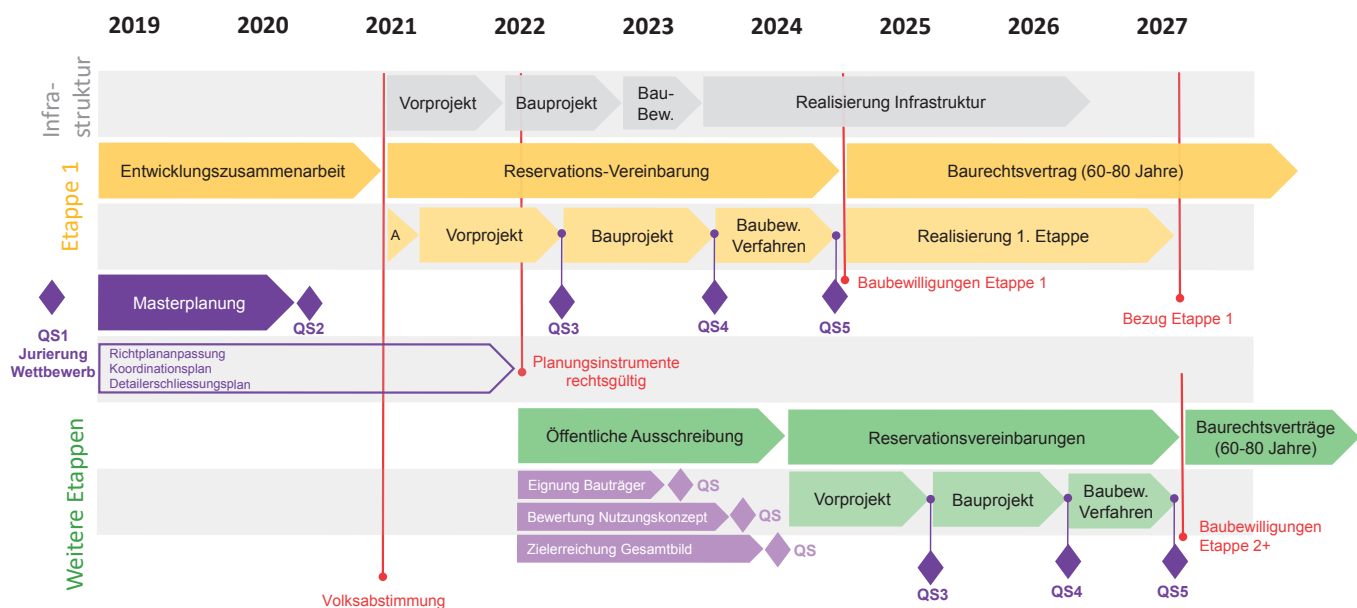 2019 2020 2021 2022 2023 2024 2025 2026 2027
Infra-
struktur
Vorprojekt
Bauprojekt
Bau-
Bew.
Realisierung Infrastruktur
Etappe 1
Entwicklungszusammenarbeit
Reservations-Vereinbarung
Baurechtsvertrag (60-80 Jahre)
A
Vorprojekt
Bauprojekt
Baubew.
Verfahren
Realisierung 1. Etappe
QS1
Jurierung
Wettbewerb
Masterplanung
QS2
QS3
QS4
QS5
Baubewilligungen Etappe 1
Bezug Etappe 1
Richtplananpassung
Koordinationsplan
Detailerschliessungsplan
Planungsinstrumente
rechtsgültig
Weitere Etappen
Öffentliche Ausschreibung
Reservationsvereinbarungen
Baurechtsverträge
(60-80 Jahre)
Eignung Bauträger
QS
Bewertung Nutzungskonzept
QS
Zielerreichung Gesamtbild
QS
Vorprojekt
Bauprojekt
Baubew.
Verfahren
Baubewilligungen
Etappe 2+
QS3
QS4
QS5
Volksabstimmung